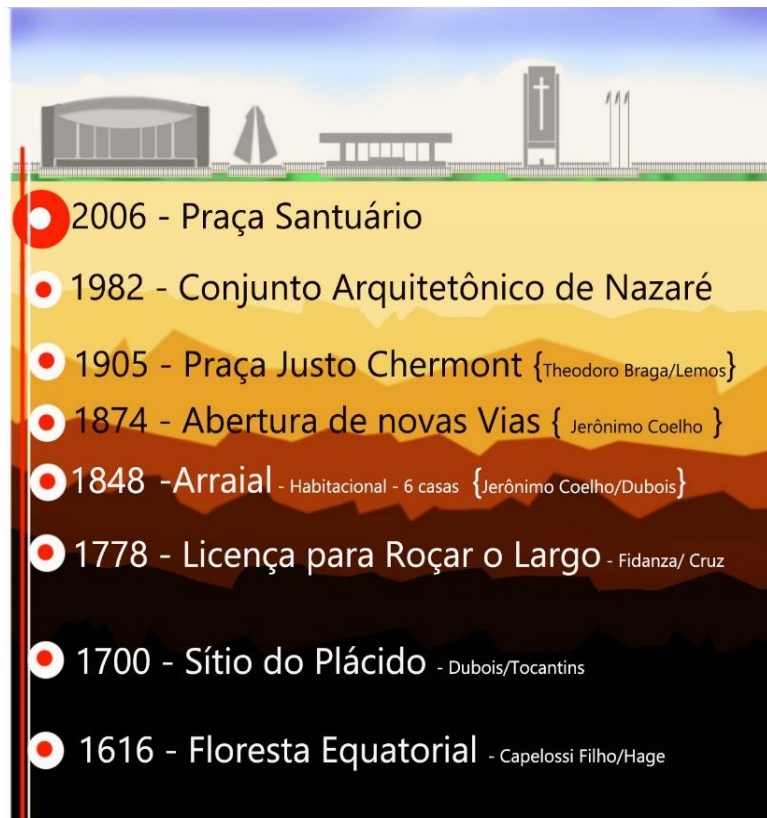 2006 - Praça Santuário
1982 - Conjunto Arquitetônico de Nazaré
1905 - Praça Justo Chermont {Theodoro Braga/Lemos}
1874 - Abertura de novas Vias { Jerônimo Coelho }
1848 -Arraial - Habitacional - 6 casas {Jerônimo Coelho/Dubois}
1778 - Licença para Roçar o Largo - Fidanza/ Cruz
1700 - Sítio do Plácido - Dubois/Tocantins
1616 - Floresta Equatorial - Capelossi Filho/Hage